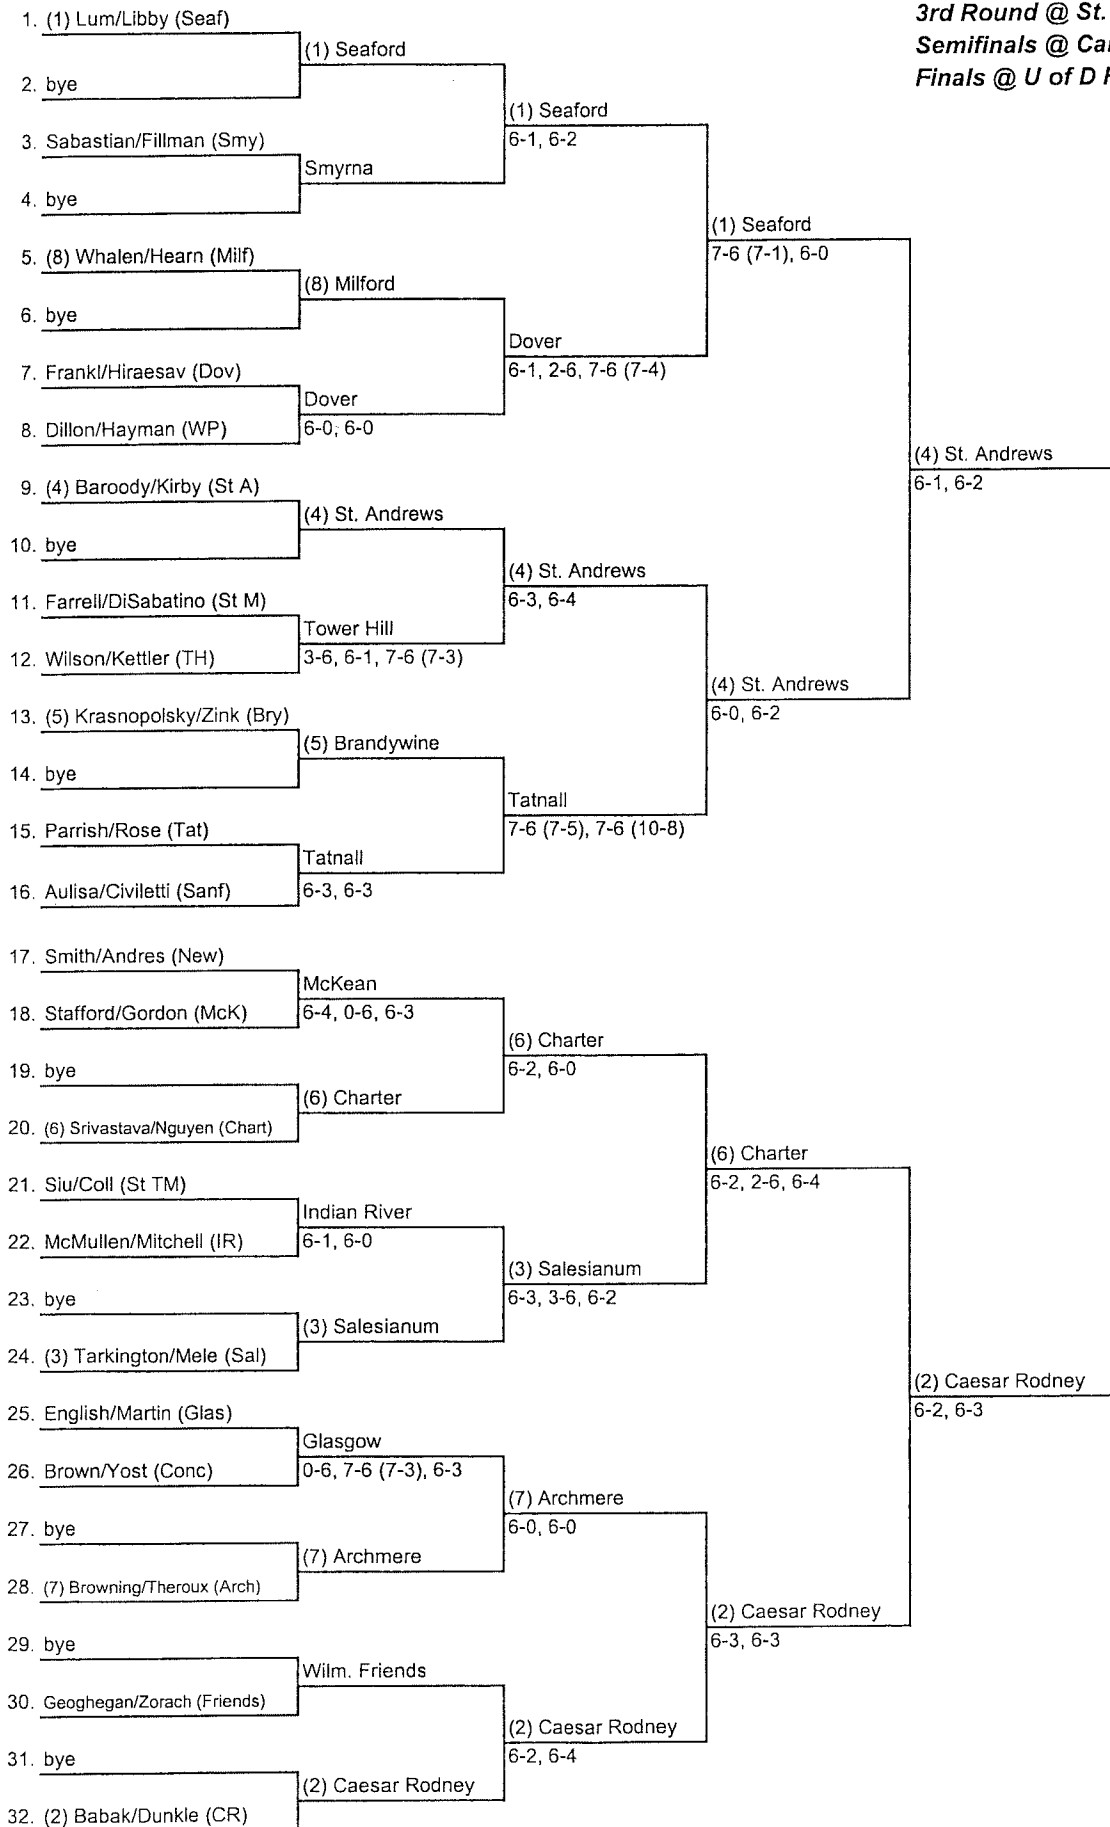 3rd Round @ St.
Semifinals @
Finals @ U of D
1. (1) Lum/Libby (Seaf)
2. bye
3. Sabastian/Fillman (Smy)
4. bye
5. (8) Whalen/Hearn (Milf)
6. bye
7. Frankl/Hiraesav (Dov)
8. Dillon/Hayman (WP)
9. (4) Baroody/Kirby (St A)
10. bye
11. Farrell/DiSabatino (St M)
12. Wilson/Kettler (TH)
13. (5) Krasnopolsky/Zink (Bry)
14. bye
15. Parrish/Rose (Tat)
16. Aulisa/Civiletti (Sanf)
17. Smith/Andres (New)
18. Stafford/Gordon (McK)
19. bye
20. (6) Srivastava/Nguyen (Chart)
21. Siu/Coll (St TM)
22. McMullen/Mitchell (IR)
23. bye
24. (3) Tarkington/Mele (Sal)
25. English/Martin (Glas)
26. Brown/Yost (Conc)
27. bye
28. (7) Browning/Theroux (Arch)
29. bye
30. Geoghegan/Zorach (Friends)
31. bye
32. (2) Babak/Dunkle (CR)
(1) Seaford
Smyrna
(8) Milford
Dover
6-0, 6-0
(4) St. Andrews
Tower Hill
3-6, 6-1, 7-6 (7-3)
(5) Brandywine
Tatnall
6-3, 6-3
McKean
6-4, 0-6, 6-3
(6) Charter
Indian River
6-1, 6-0
(3) Salesianum
Glasgow
0-6, 7-6 (7-3), 6-3
(7) Archmere
Wilm. Friends
(2) Caesar Rodney
(1) Seaford
6-1, 6-2
Dover
6-1, 2-6, 7-6 (7-4)
(4) St. Andrews
6-3, 6-4
Tatnall
7-6 (7-5), 7-6 (10-8)
(6) Charter
6-2, 6-0
(3) Salesianum
6-3, 3-6, 6-2
(7) Archmere
6-0, 6-0
(2) Caesar Rodney
6-2, 6-4
(1) Seaford
7-6 (7-1), 6-0
(4) St. Andrews
6-0, 6-2
(6) Charter
6-2, 2-6, 6-4
(2) Caesar Rodney
6-3, 6-3
(4) St. Andrews
6-1, 6-2
(2) Caesar Rodney
6-2, 6-3